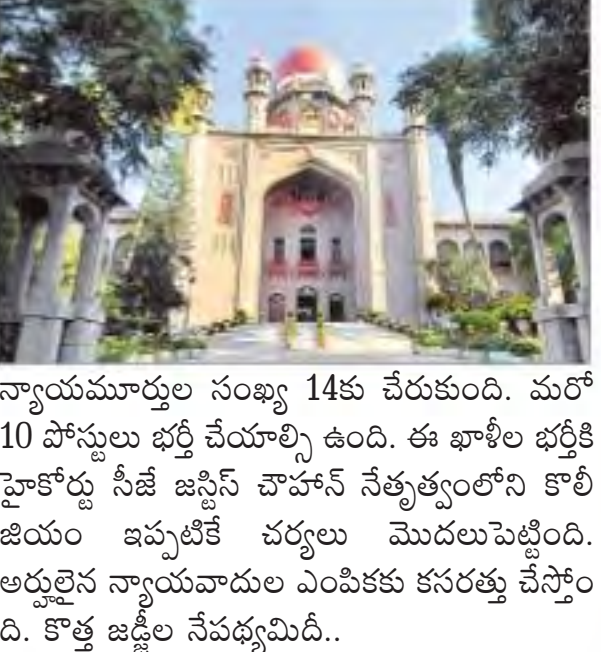 న్యాయమూర్తుల సంఖ్య 14కు చేరుకుంది. మరో
10 పోస్టులు భర్తీ చేయాల్సి ఉంది. ఈ ఖాళీల భర్తీకి
హైకోర్టు సీజే జస్టిస్ చౌహాన్ నేతృత్వంలోని కొలీ
జియం ఇప్పటికే చర్యలు మొదలుపెట్టింది.
అర్హులైన న్యాయవాదుల ఎంపికకు కసరత్తు చేస్తోం
ది. కొత్త జడ్జీల నేపథ్యమిదీ..